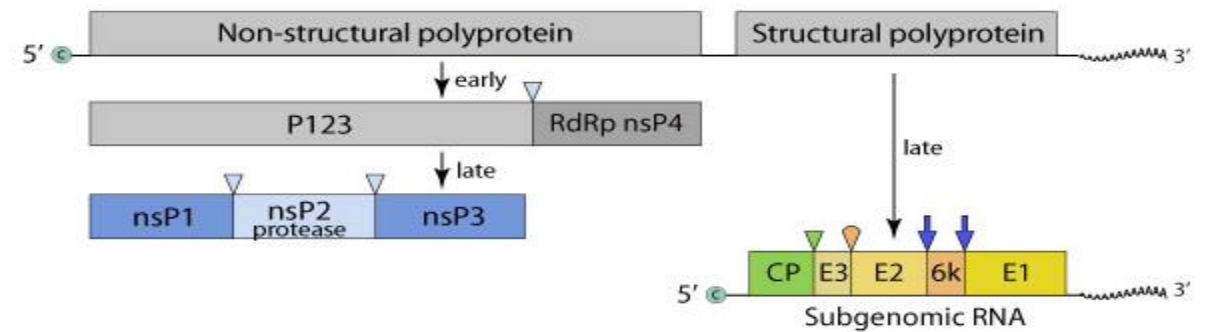 Non-structural polyprotein Structural polyprotein
5′ C 3′
early
P123 RdRp nsP4
late
late
nsP1 nsP2 nsP3
protease
CP E3 E2 6k E1
5′ C 3′
Subgenomic RNA